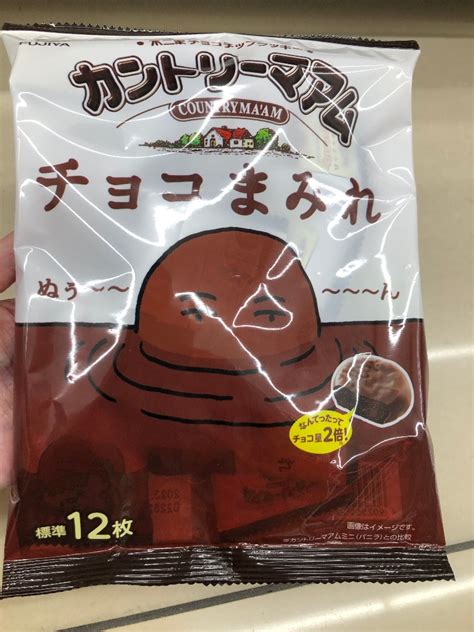 FUJIYA
不二家チョコチップクッキー
カントリーマアム
COUNTRY MA'AM
チョコまみれ
ぬぅ〜〜
〜〜〜ん
なんてったって
チョコ量2倍!
標準12枚
画像はイメージです。
※カントリーマアムミニ(バニラ)との比較